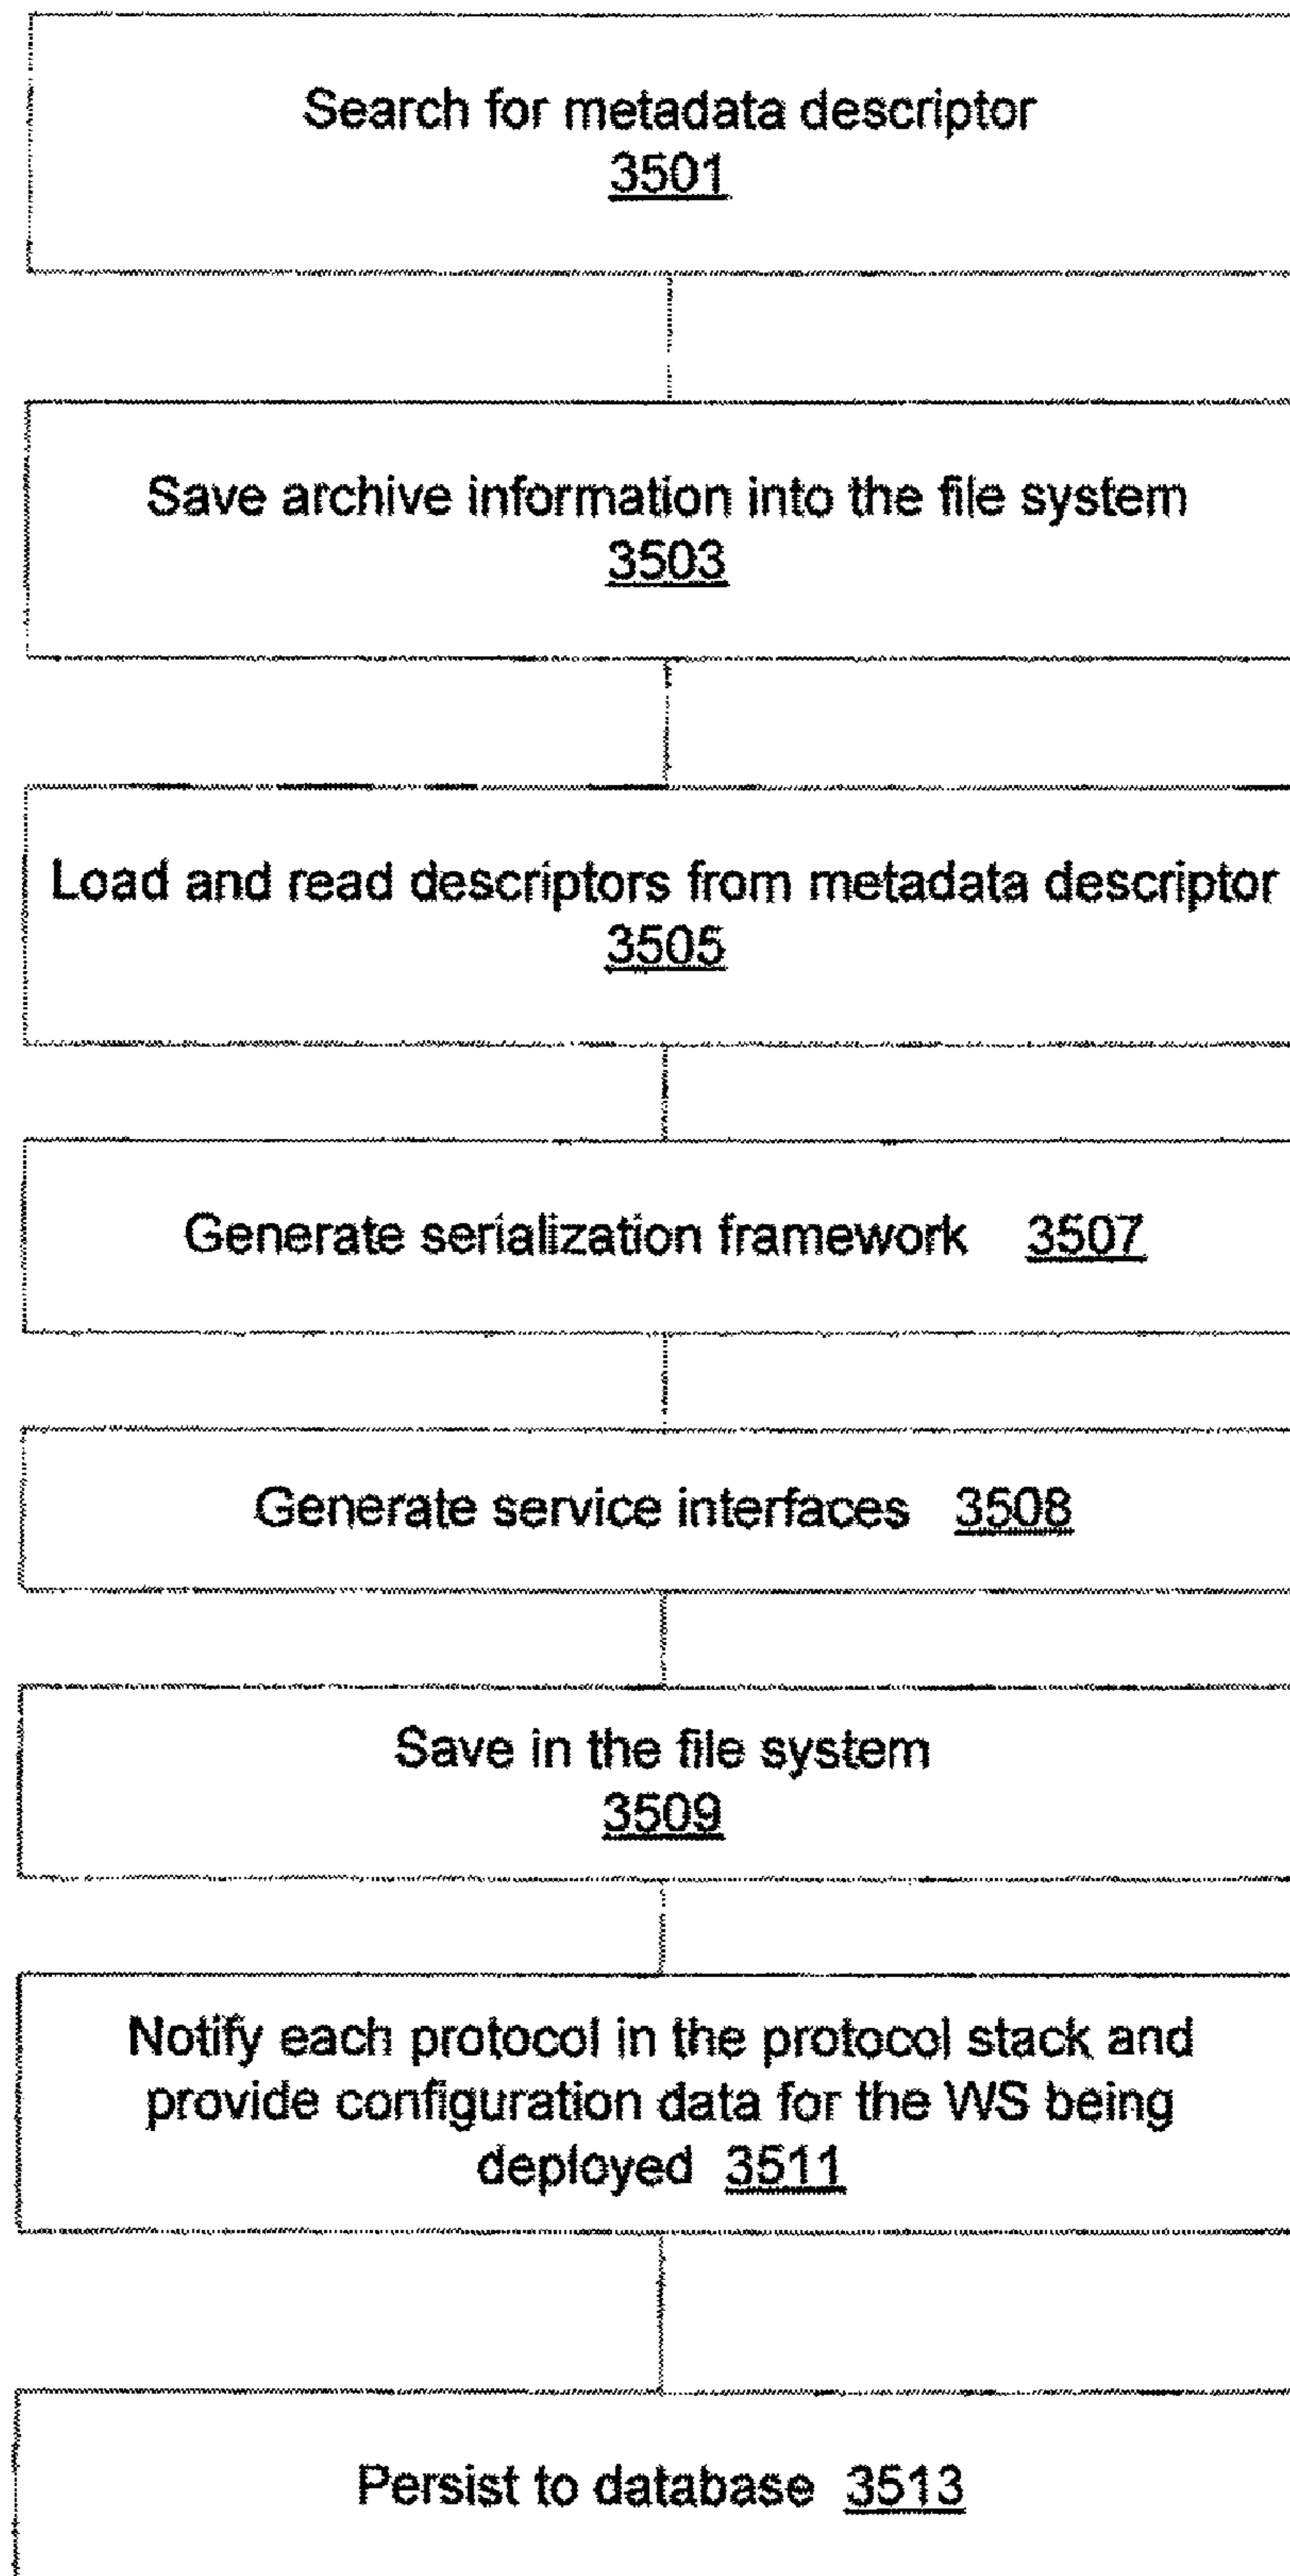 Search for metadata descriptor
3501
Save archive information into the file system
3503
Load and read descriptors from metadata descriptor
3505
Generate serialization framework 3507
Generate service interfaces 3508
Save in the file system
3509
Notify each protocol in the protocol stack and
provide configuration data for the WS being
deployed 3511
Persist to database 3513